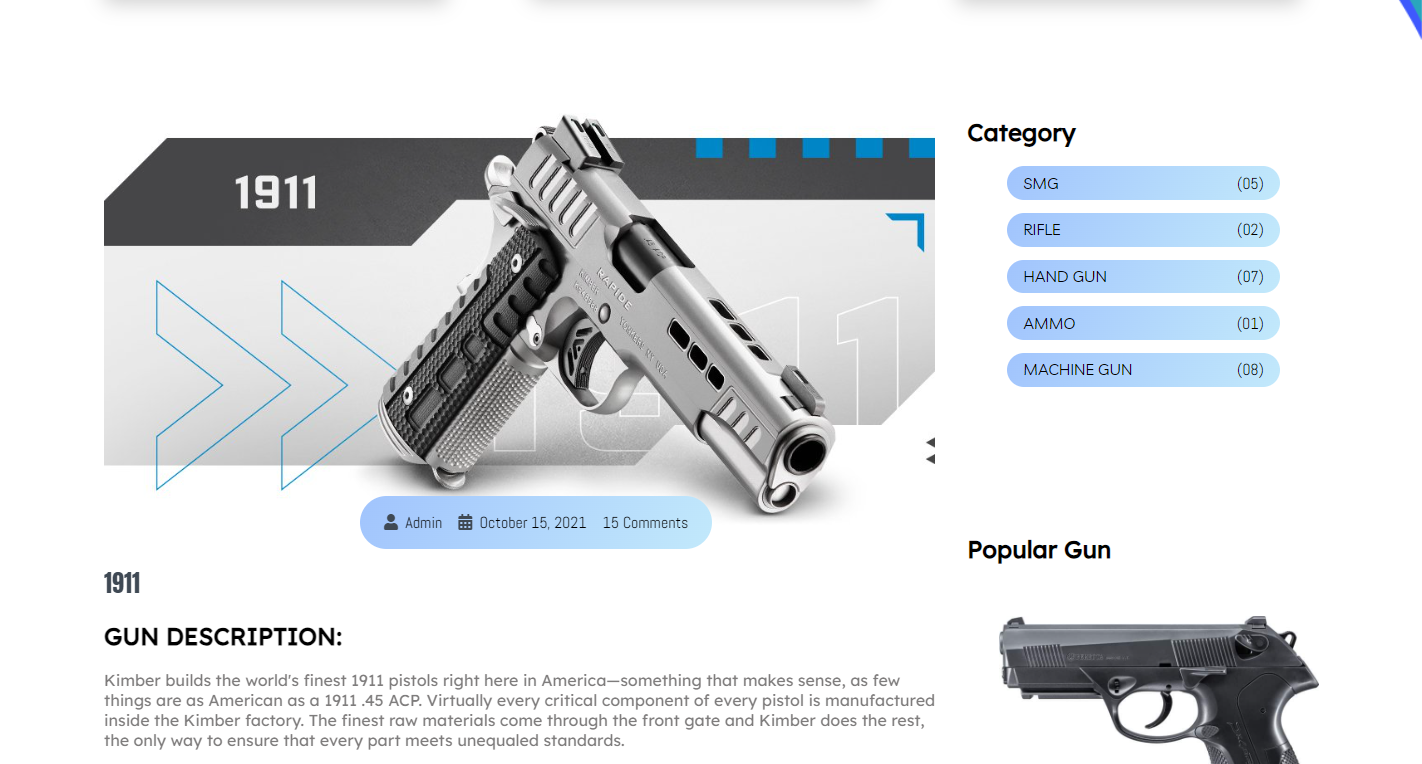 1911
RAPIDE
1911
Admin October 15, 2021 15 Comments
1911
GUN DESCRIPTION:
Kimber builds the world's finest 1911 pistols right here in America—something that makes sense, as few
things are as American as a 1911 .45 ACP. Virtually every critical component of every pistol is manufactured
inside the Kimber factory. The finest raw materials come through the front gate and Kimber does the rest,
the only way to ensure that every part meets unequaled standards.
Category
SMG (05)
RIFLE (02)
HAND GUN (07)
AMMO (01)
MACHINE GUN (08)
Popular Gun